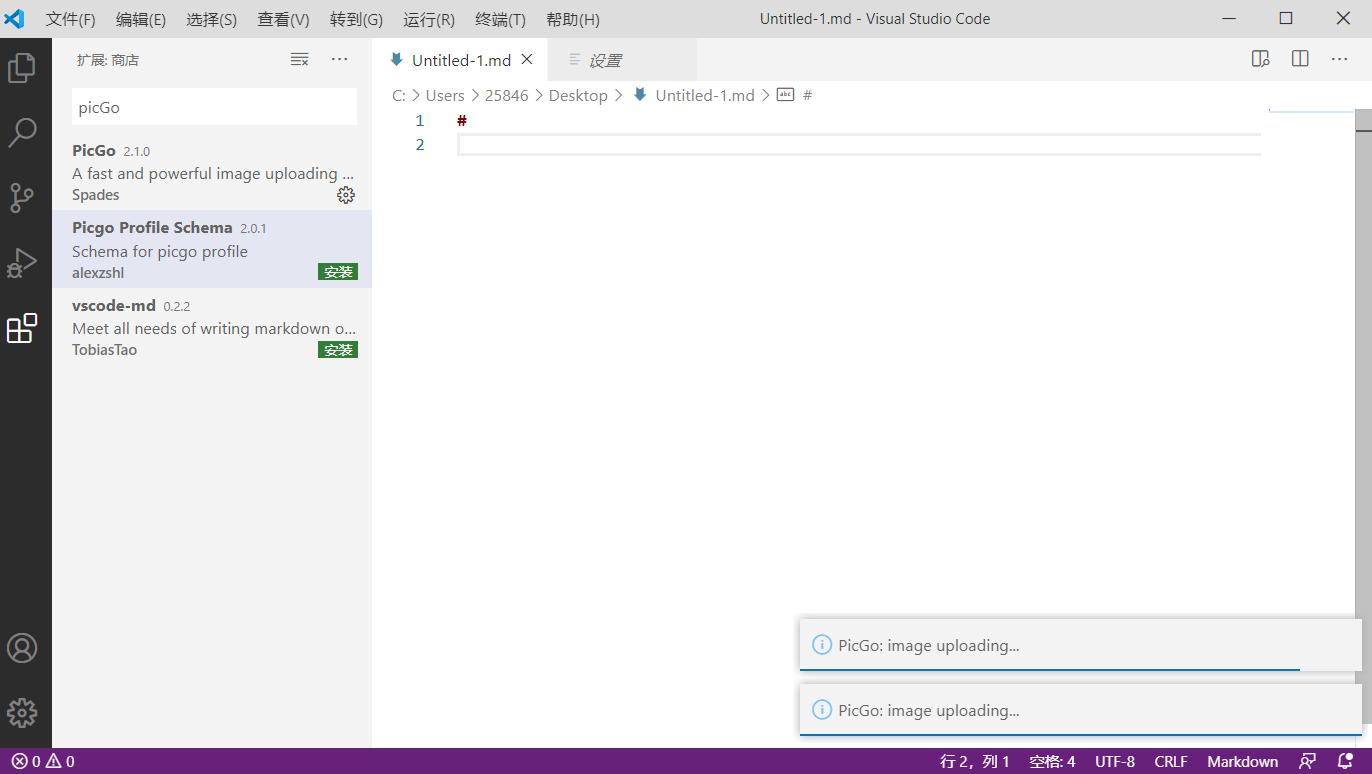 文件(F) 编辑(E) 选择(S) 查看(V) 转到(G) 运行(R) 终端(T) 帮助(H) Untitled-1.md - Visual Studio Code
扩展: 商店
picGo
PicGo 2.1.0
A fast and powerful image uploading ...
Spades
Picgo Profile Schema 2.0.1
Schema for picgo profile
alexzshl 安装
vscode-md 0.2.2
Meet all needs of writing markdown o...
TobiasTao 安装
Untitled-1.md 设置
C: > Users > 25846 > Desktop > Untitled-1.md > abc #
1 #
2
PicGo: image uploading...
PicGo: image uploading...
0 0 行 2，列 1 空格: 4 UTF-8 CRLF Markdown